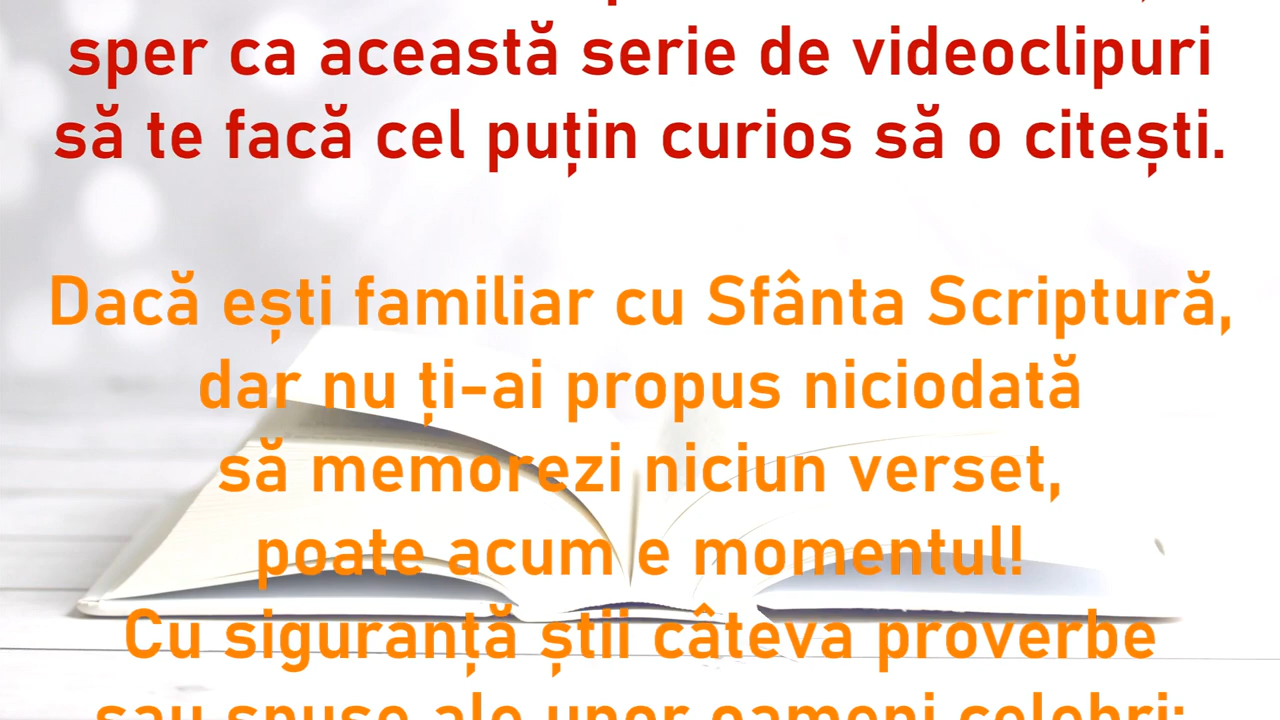 sper ca această serie de videoclipuri
să te facă cel puțin curios să o citești.
Dacă ești familiar cu Sfânta Scriptură,
dar nu ți-ai propus niciodată
să memorezi niciun verset,
poate acum e momentul!
Cu siguranță știi câteva proverbe
sau spuse ale unor oameni celebri;